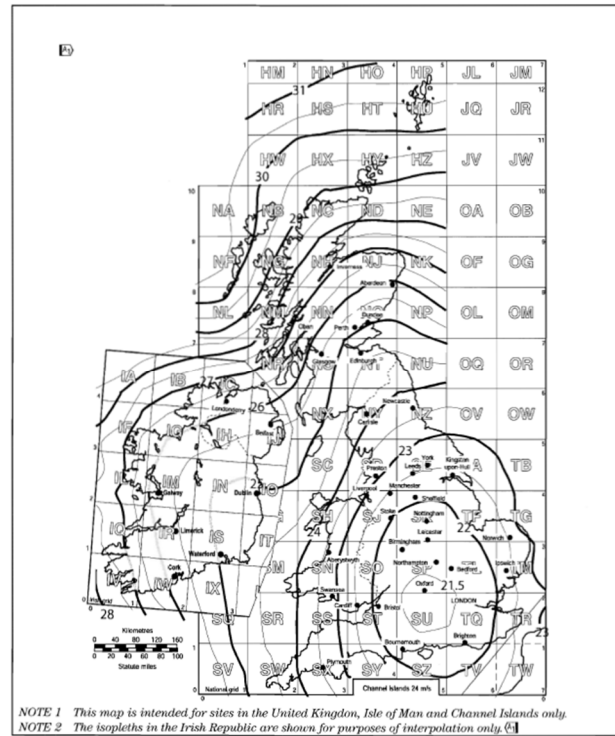 A1
HM HN HO HP JL JM
31
HR HS HT HU JQ JR
HW HX HY HZ JV JW
30
NA NB NC ND NE OA OB
NF NG NH NJ NK OF OG
Inverness
Aberdeen
NL NM NN NO NP OL OM
Dundee
Oban Perth
Glasgow Edinburgh
NR NS NT NU OQ OR
IA IB IC
27
Londonderry
26
Belfast
Newcastle
Carlisle
NX NY NZ OV OW
IF IG IH
23
SC TA TB
York
Leeds
Kingston
upon-Hull
Preston
Manchester
Liverpool
Sheffield
IL IM IN IO
Galway
Dublin
SH SJ SK TF TG
Stoke
Nottingham
22
24
Leicester
Norwich
Birmingham
IQ IR IS IT
Limerick
Waterford
Cork
Aberystwyth
SN SO SP TL TM
Northampton
Bedford
Ipswich
Oxford
21.5
Swansea
Cardiff
Bristol
LONDON
IV IW IX
28
SQ SR SS ST SU TQ TR
23
Bournemouth
Brighton
Plymouth
SV SW SX SY SZ TV TW
Kilometres
0 40 80 120 160
0 20 40 60 80 100
Statute miles
National grid
Channel Islands 24 m/s
NOTE 1 This map is intended for sites in the United Kingdon, Isle of Man and Channel Islands only.
NOTE 2 The isopleths in the Irish Republic are shown for purposes of interpolation only. A1